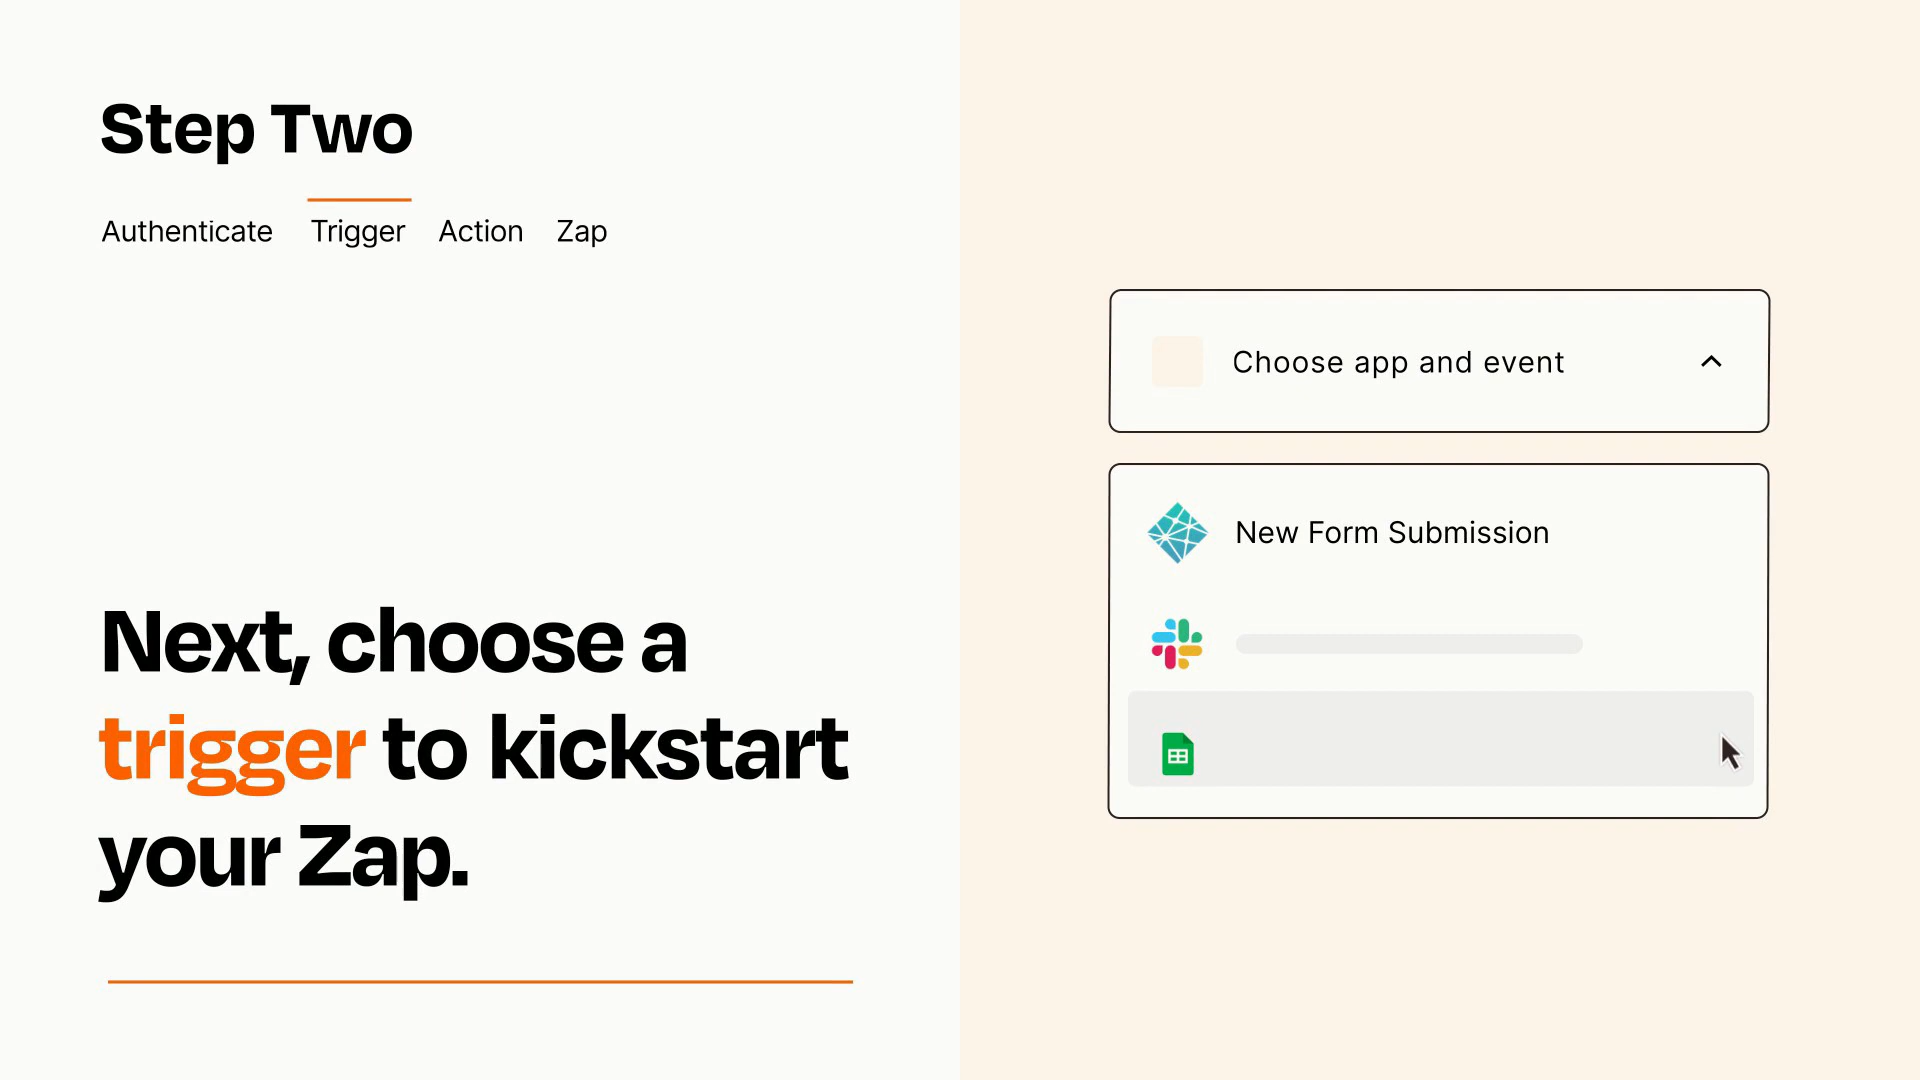 Step Two
Authenticate Trigger Action Zap
Next, choose a
trigger to kickstart
your Zap.
Choose app and event
New Form Submission